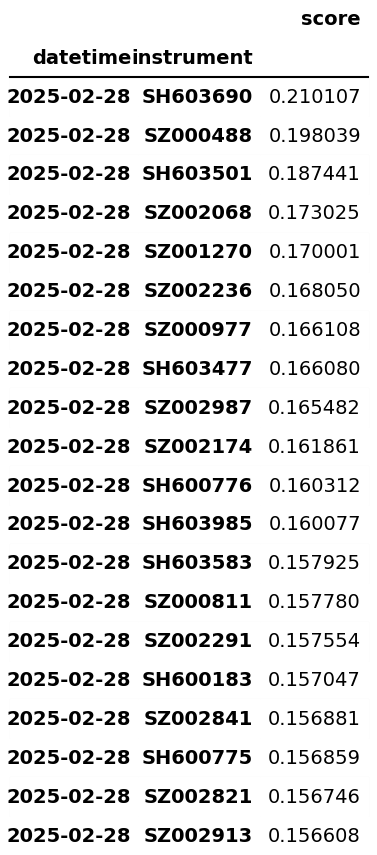 score
datetime instrument
2025-02-28 SH603690 0.210107
2025-02-28 SZ000488 0.198039
2025-02-28 SH603501 0.187441
2025-02-28 SZ002068 0.173025
2025-02-28 SZ001270 0.170001
2025-02-28 SZ002236 0.168050
2025-02-28 SZ000977 0.166108
2025-02-28 SH603477 0.166080
2025-02-28 SZ002987 0.165482
2025-02-28 SZ002174 0.161861
2025-02-28 SH600776 0.160312
2025-02-28 SH603985 0.160077
2025-02-28 SH603583 0.157925
2025-02-28 SZ000811 0.157780
2025-02-28 SZ002291 0.157554
2025-02-28 SH600183 0.157047
2025-02-28 SZ002841 0.156881
2025-02-28 SH600775 0.156859
2025-02-28 SZ002821 0.156746
2025-02-28 SZ002913 0.156608